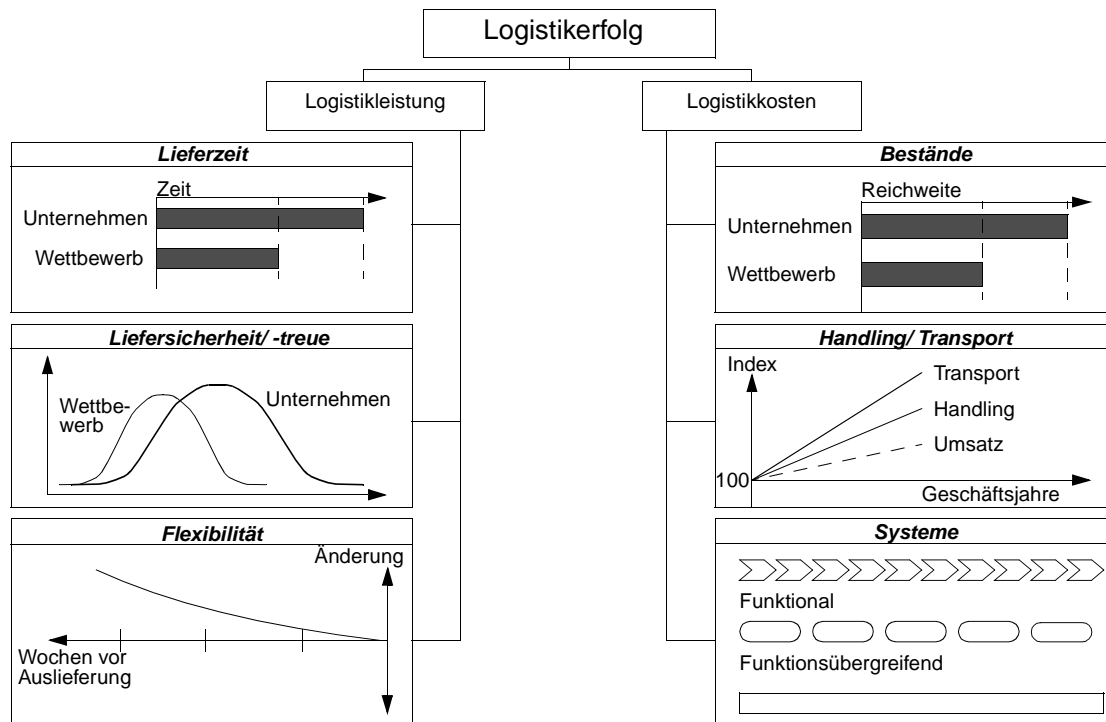 Logistikerfolg
Logistikleistung
Logistikkosten
Lieferzeit
Zeit
Unternehmen
Wettbewerb
Liefersicherheit/ -treue
Wettbe-
werb
Unternehmen
Flexibilität
Änderung
Wochen vor
Auslieferung
Bestände
Reichweite
Unternehmen
Wettbewerb
Handling/ Transport
Index
Transport
Handling
Umsatz
100
Geschäftsjahre
Systeme
Funktional
Funktionsübergreifend